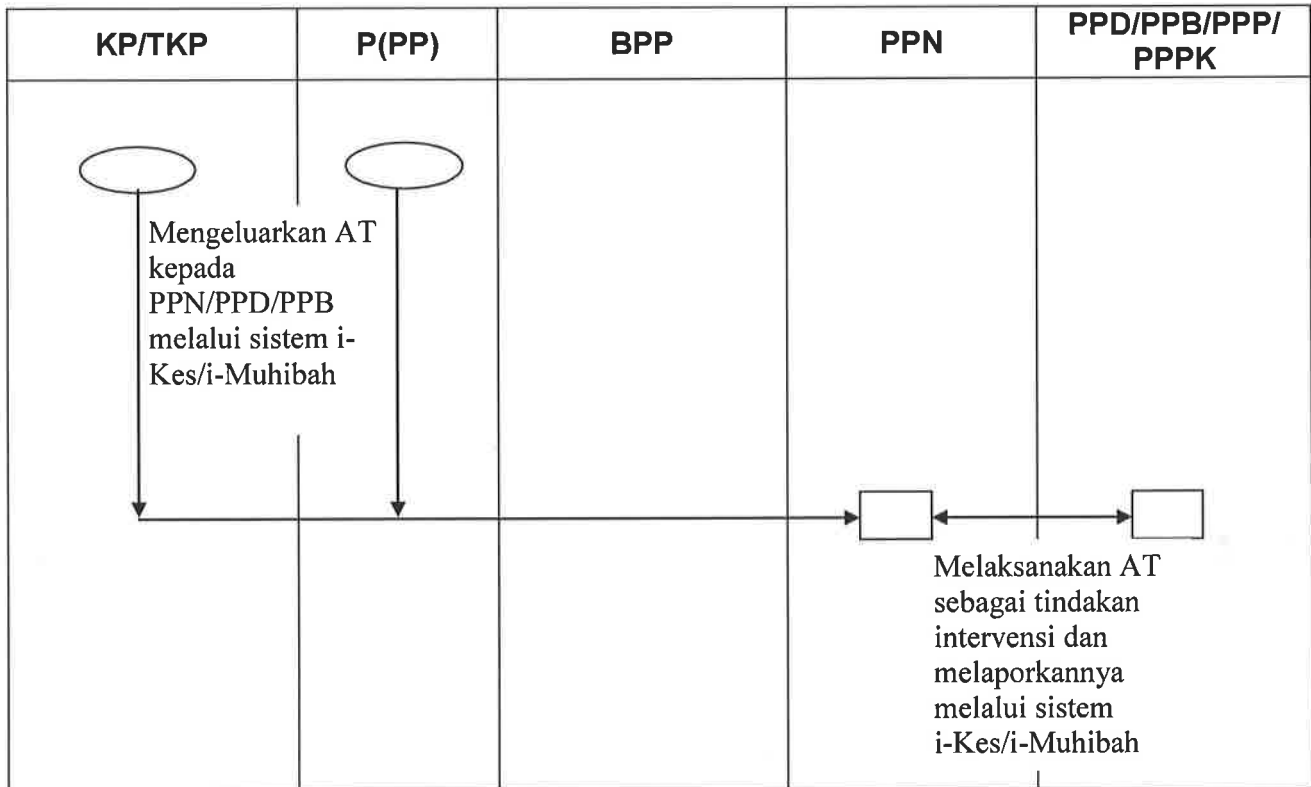 KP/TKP
P(PP)
BPP
PPN
PPD/PPB/PPP/
PPPK
Mengeluarkan AT
kepada
PPN/PPD/PPB
melalui sistem i-
Kes/i-Muhibah
Melaksanakan AT
sebagai tindakan
intervensi dan
melaporkannya
melalui sistem
i-Kes/i-Muhibah